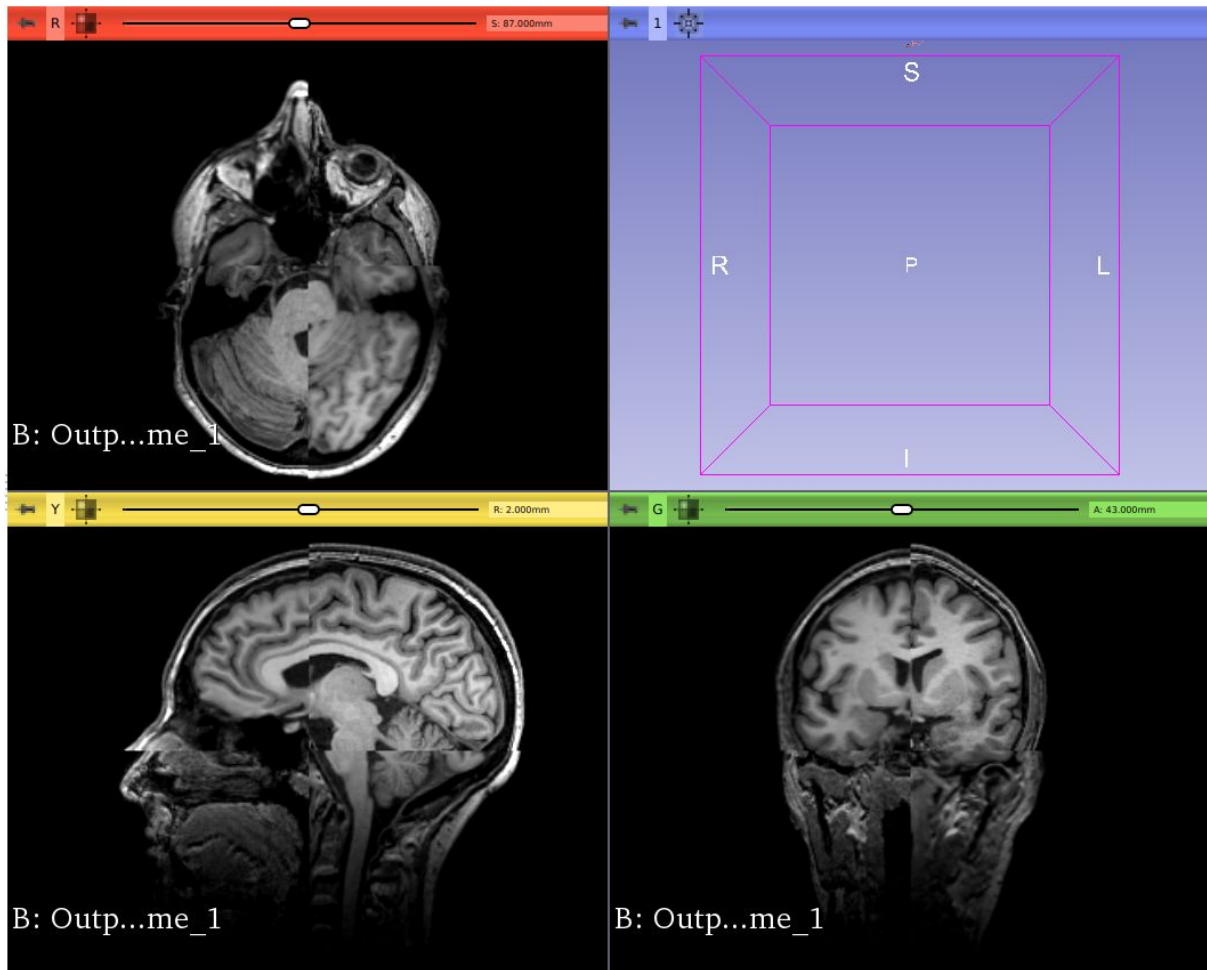 R
S: 87.000mm
1
B: Outp...me_1
S
R
P
L
I
Y
R: 2.000mm
G
A: 43.000mm
B: Outp...me_1
B: Outp...me_1